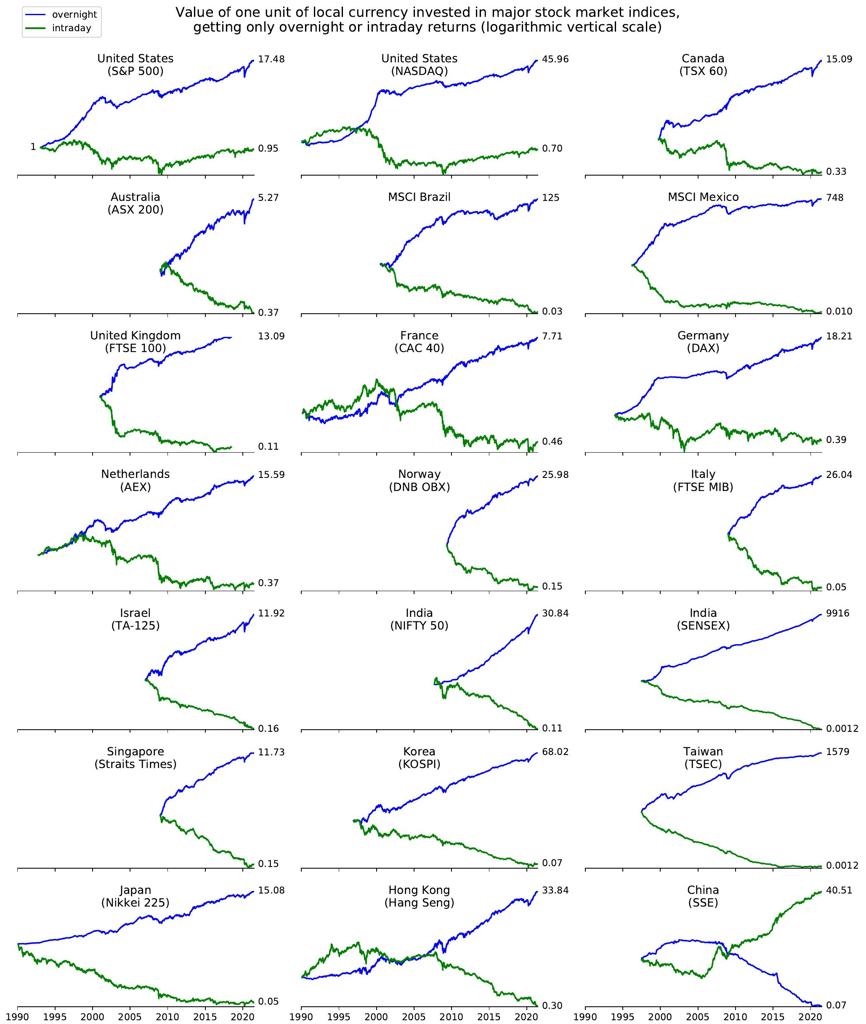 Value of one unit of local currency invested in major stock market indices,
getting only overnight or intraday returns (logarithmic vertical scale)
overnight
intraday
United States
(S&P 500)
17.48
1
0.95
United States
(NASDAQ)
45.96
0.70
Canada
(TSX 60)
15.09
0.33
Australia
(ASX 200)
5.27
0.37
MSCI Brazil
125
0.03
MSCI Mexico
748
0.010
United Kingdom
(FTSE 100)
13.09
0.11
France
(CAC 40)
7.71
0.46
Germany
(DAX)
18.21
0.39
Netherlands
(AEX)
15.59
0.37
Norway
(DNB OBX)
25.98
0.15
Italy
(FTSE MIB)
26.04
0.05
Israel
(TA-125)
11.92
0.16
India
(NIFTY 50)
30.84
0.11
India
(SENSEX)
9916
0.0012
Singapore
(Straits Times)
11.73
0.15
Korea
(KOSPI)
68.02
0.07
Taiwan
(TSEC)
1579
0.0012
Japan
(Nikkei 225)
15.08
0.05
Hong Kong
(Hang Seng)
33.84
0.30
China
(SSE)
40.51
0.07
1990 1995 2000 2005 2010 2015 2020
1990 1995 2000 2005 2010 2015 2020
1990 1995 2000 2005 2010 2015 2020